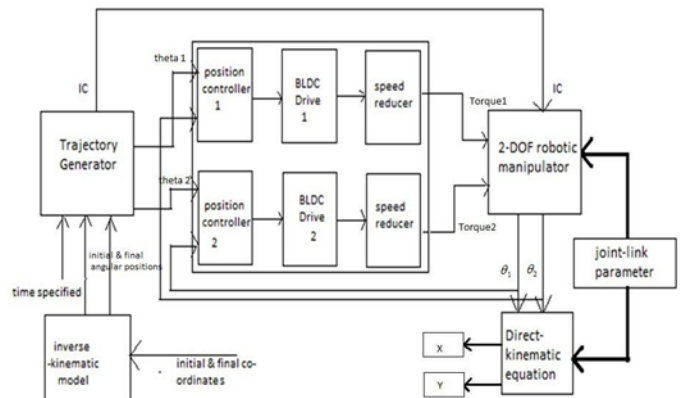 IC
IC
theta 1
position
controller
1
BLDC
Drive
1
speed
reducer
Torque1
Trajectory
Generator
2-DOF robotic
manipulator
theta 2
position
controller
2
BLDC
Drive
2
speed
reducer
Torque2
initial & final
angular positions
time specified
θ1
θ2
joint-link
parameter
inverse
-kinematic
model
initial & final co-
ordinates
X
Y
Direct-
kinematic
equation